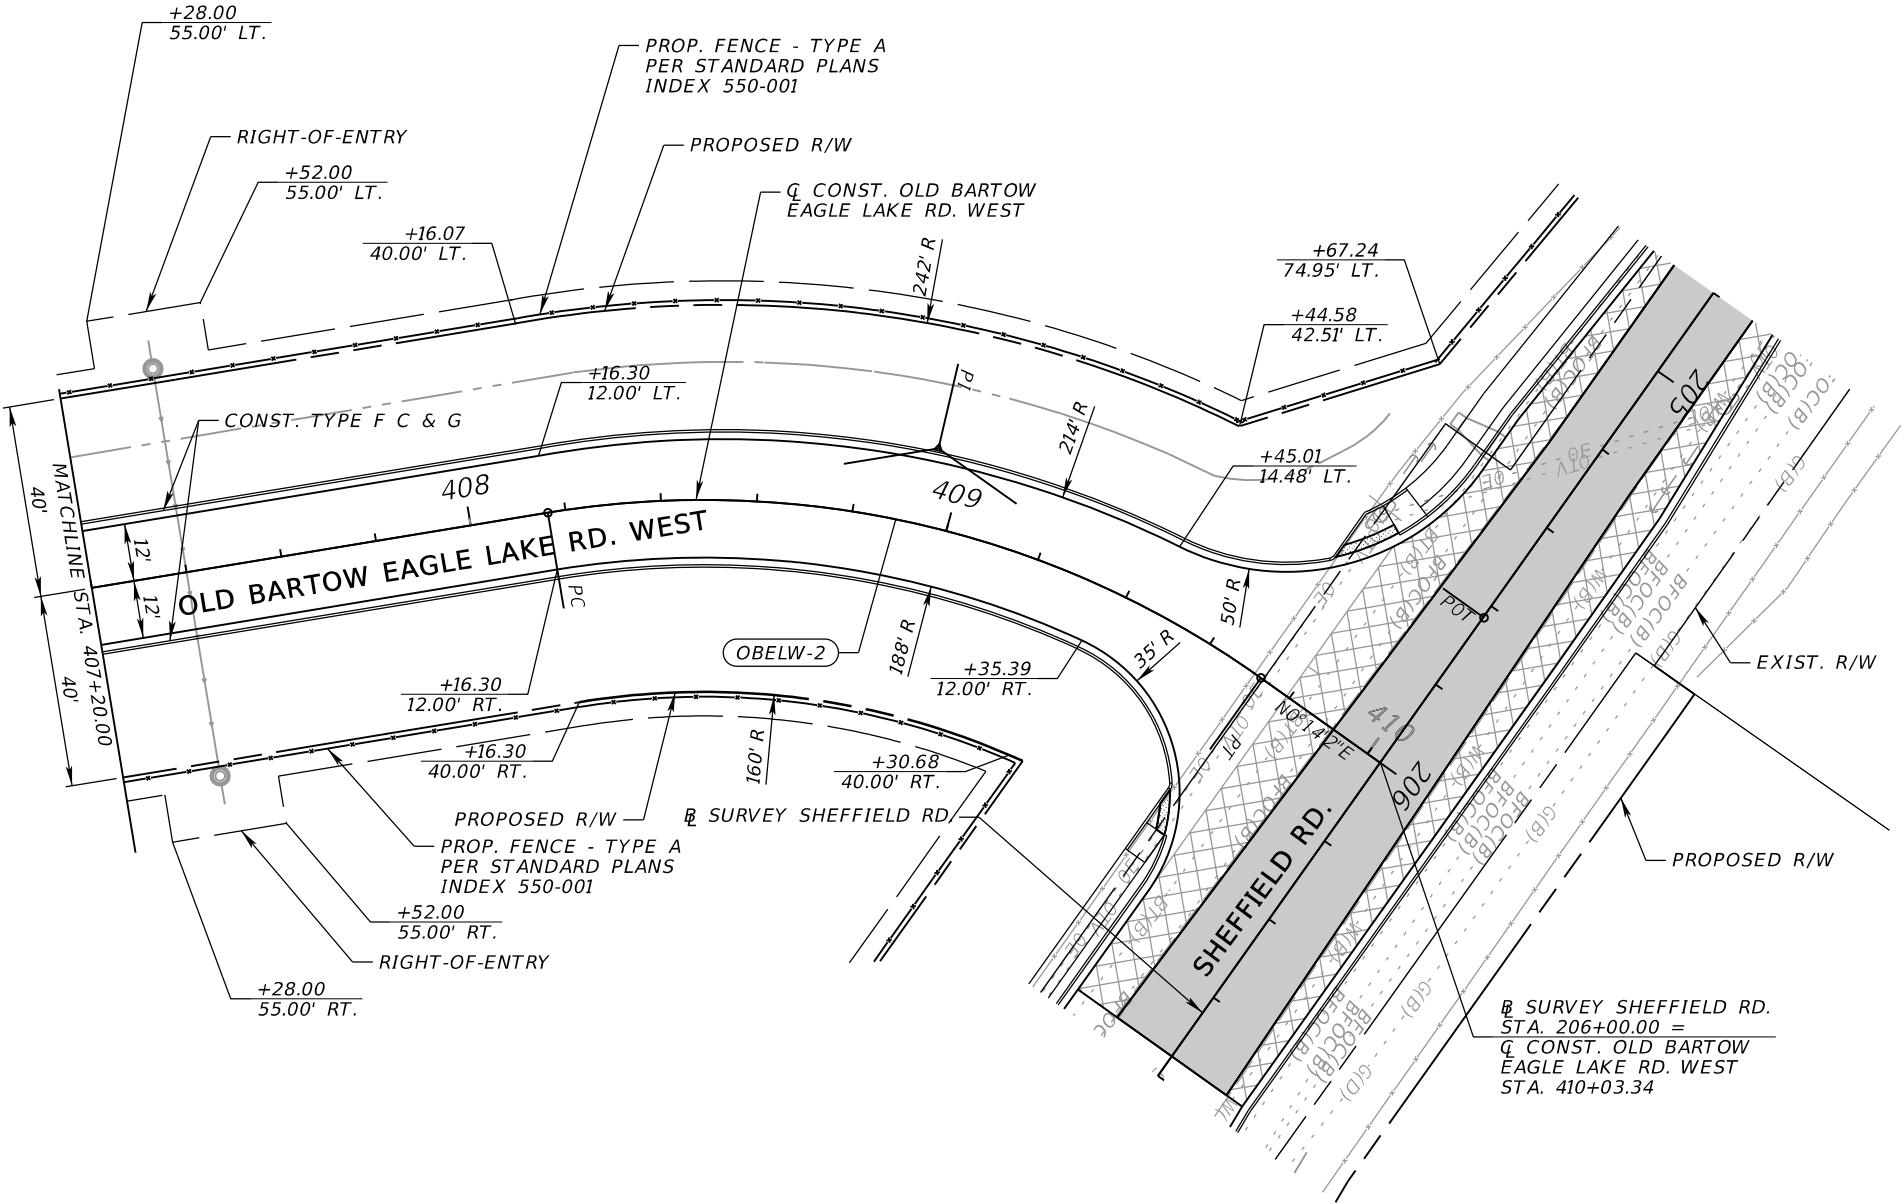 +28.00
55.00' LT.
PROP. FENCE - TYPE A
PER STANDARD PLANS
INDEX 550-001
RIGHT-OF-ENTRY
PROPOSED R/W
+52.00
55.00' LT.
℄ CONST. OLD BARTOW
EAGLE LAKE RD. WEST
+16.07
40.00' LT.
242' R
+67.24
74.95' LT.
+44.58
42.51' LT.
+16.30
12.00' LT.
PI
CONST. TYPE F C & G
214' R
205
+45.01
14.48' LT.
408
409
MATCHLINE STA. 407+20.00
40'
40'
12'
12'
OLD BARTOW EAGLE LAKE RD. WEST
PC
50' R
POT
OBELW-2
188' R
35' R
+35.39
12.00' RT.
EXIST. R/W
+16.30
12.00' RT.
PT
410
206
+16.30
40.00' RT.
160' R
+30.68
40.00' RT.
PROPOSED R/W
BL SURVEY SHEFFIELD RD.
PROP. FENCE - TYPE A
PER STANDARD PLANS
INDEX 550-001
SHEFFIELD RD.
PROPOSED R/W
+52.00
55.00' RT.
RIGHT-OF-ENTRY
+28.00
55.00' RT.
BL SURVEY SHEFFIELD RD.
STA. 206+00.00 =
℄ CONST. OLD BARTOW
EAGLE LAKE RD. WEST
STA. 410+03.34
BFOC(B)
BFOC(B)
BFOC(B)
G(B)
G(B)
G(D)
BT(B)
W(B)
OE